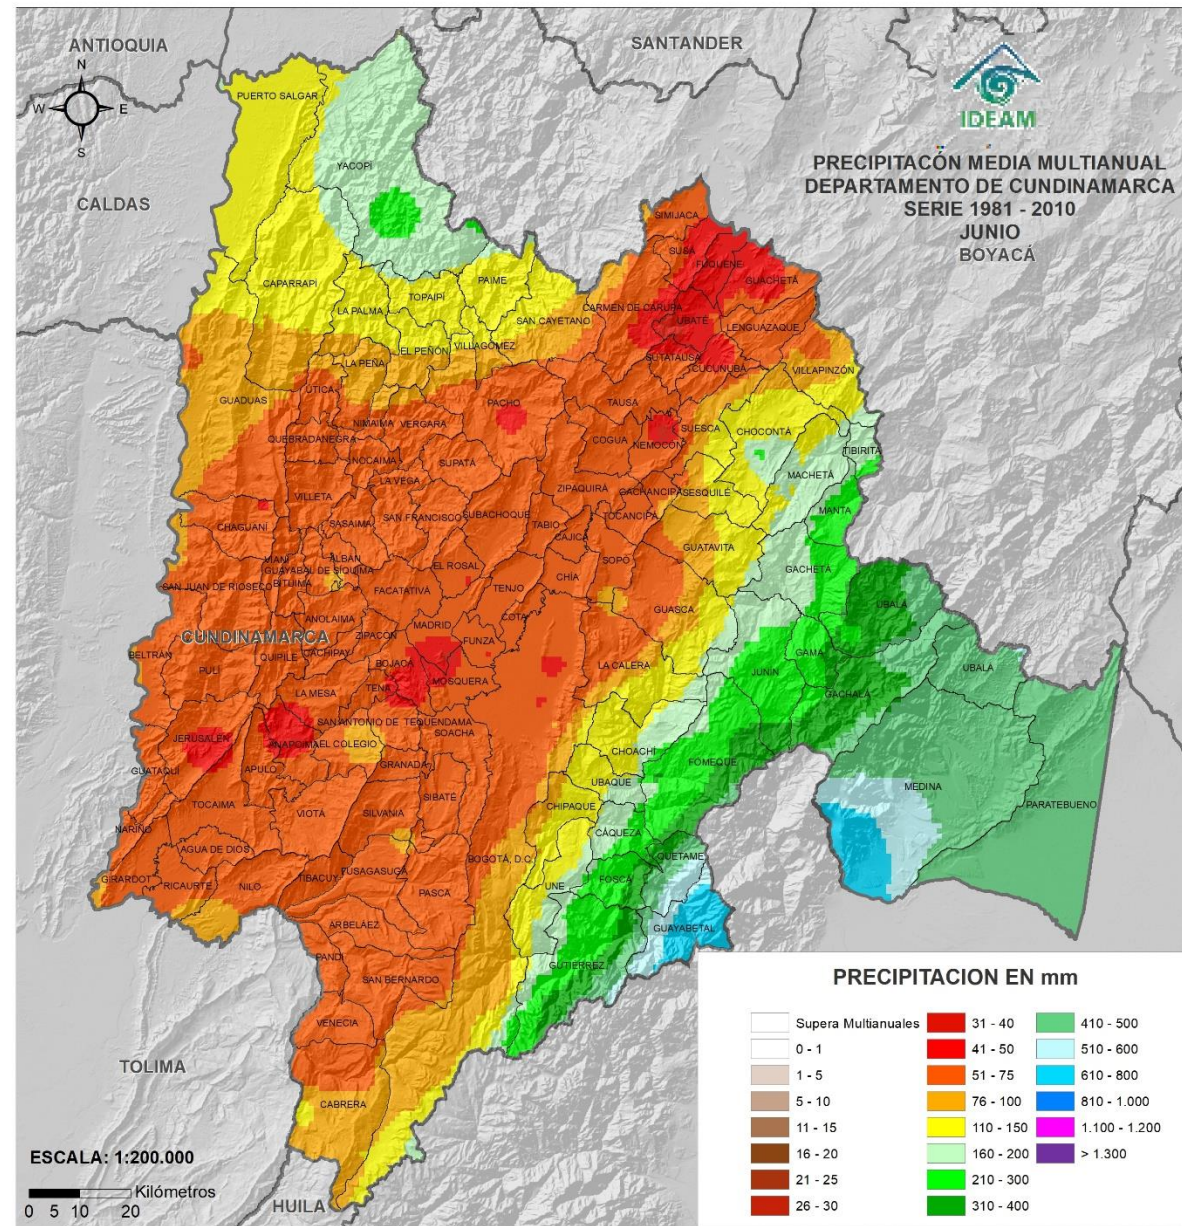 ANTIOQUIA
SANTANDER
N
W
E
S
IDEAM
PRECIPITACÓN MEDIA MULTIANUAL
DEPARTAMENTO DE CUNDINAMARCA
SERIE 1981 - 2010
JUNIO
BOYACÁ
CALDAS
PUERTO SALGAR
YACOPÍ
SIMIJACA
SUSA
FÚQUENE
GUACHETÁ
CAPARRAPÍ
PAIME
TOPAIPÍ
LA PALMA
SAN CAYETANO
CARMEN DE CARUPA
UBATÉ
LENGUAZAQUE
EL PEÑÓN
VILLAGÓMEZ
SUTATAUSA
CUCUNUBÁ
LA PEÑA
VILLAPINZÓN
GUADUAS
ÚTICA
PACHO
TAUSA
NIMAIMA
VERGARA
SUESCA
CHOCONTÁ
QUEBRADANEGRA
COGUA
NEMOCÓN
TIBIRITA
NOCAIMA
SUPATÁ
MACHETÁ
LA VEGA
ZIPAQUIRÁ
GACHANCIPÁ
SESQUILÉ
VILLETA
MANTA
CHAGUANÍ
SASAIMA
SAN FRANCISCO
SUBACHOQUE
TABIO
TOCANCIPÁ
CAJICÁ
GUATAVITA
VIANÍ
ALBÁN
SOPÓ
GUAYABAL DE SÍQUIMA
EL ROSAL
GACHETÁ
SAN JUAN DE RIOSECO
BITUIMA
FACATATIVÁ
TENJO
CHÍA
UBALÁ
ANOLAIMA
COTA
GUASCA
CUNDINAMARCA
ZIPACÓN
MADRID
FUNZA
BELTRÁN
QUIPILE
CACHIPAY
BOJACÁ
GAMA
PULÍ
LA CALERA
JUNÍN
UBALÁ
LA MESA
TENA
MOSQUERA
GACHALÁ
SAN ANTONIO DE TEQUENDAMA
SOACHA
JERUSALÉN
ANAPOIMA
EL COLEGIO
CHOACHÍ
GUATAQUÍ
APULO
GRANADA
FÓMEQUE
UBAQUE
MEDINA
TOCAIMA
VIOTÁ
SILVANIA
SIBATÉ
CHIPAQUE
PARATEBUENO
NARIÑO
CÁQUEZA
AGUA DE DIOS
BOGOTÁ, D.C.
QUETAME
GIRARDOT
RICAURTE
NILO
TIBACUY
FUSAGASUGÁ
PASCA
UNE
FOSCA
ARBELÁEZ
GUAYABETAL
PANDI
GUTIÉRREZ
SAN BERNARDO
VENECIA
TOLIMA
CABRERA
HUILA
ESCALA: 1:200.000
Kilómetros
0 5 10 20
PRECIPITACION EN mm
Supera Multianuales
0 - 1
1 - 5
5 - 10
11 - 15
16 - 20
21 - 25
26 - 30
31 - 40
41 - 50
51 - 75
76 - 100
110 - 150
160 - 200
210 - 300
310 - 400
410 - 500
510 - 600
610 - 800
810 - 1.000
1.100 - 1.200
> 1.300